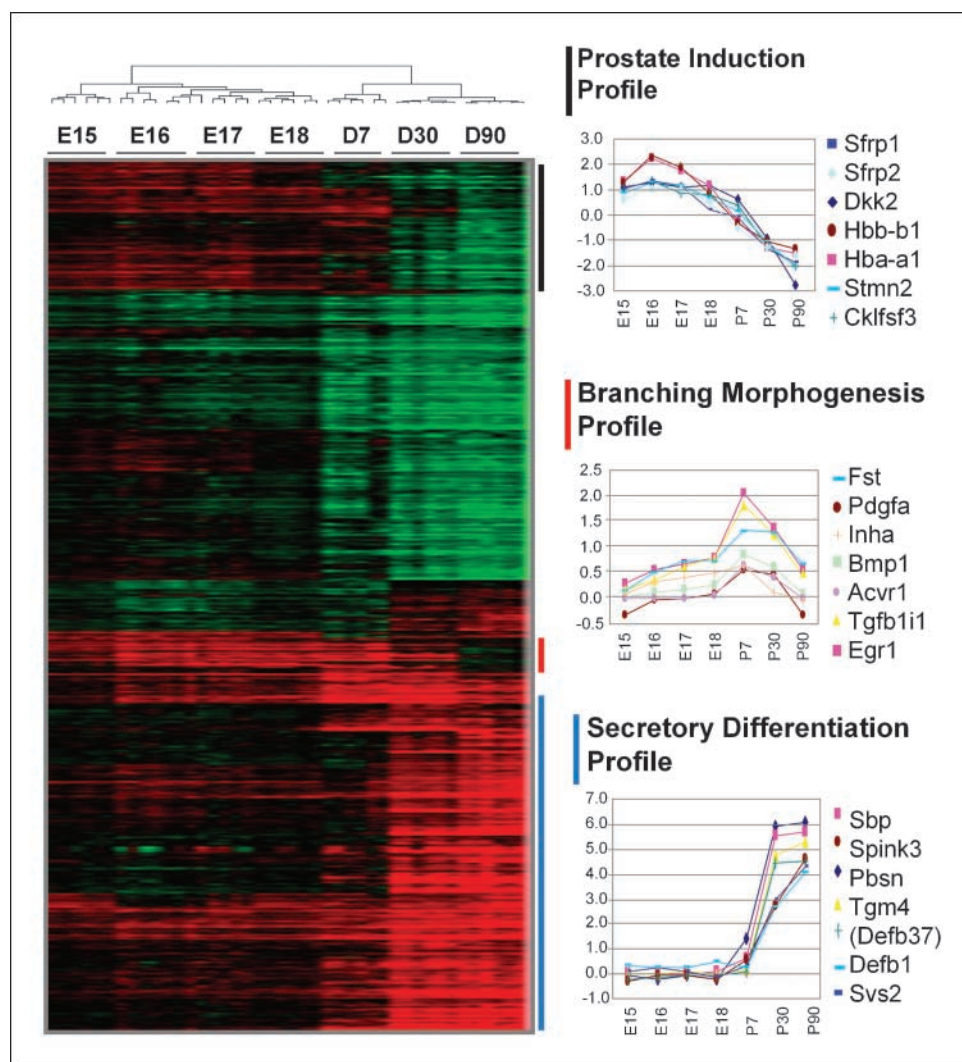 E15 E16 E17 E18 D7 D30 D90
Prostate Induction
Profile
3.0
2.0
1.0
0.0
-1.0
-2.0
-3.0
E15
E16
E17
E18
P7
P30
P90
Sfrp1
Sfrp2
Dkk2
Hbb-b1
Hba-a1
Stmn2
Cklfsf3
Branching Morphogenesis
Profile
2.5
2.0
1.5
1.0
0.5
0.0
-0.5
E15
E16
E17
E18
P7
P30
P90
Fst
Pdgfa
Inha
Bmp1
Acvr1
Tgfb1i1
Egr1
Secretory Differentiation
Profile
7.0
6.0
5.0
4.0
3.0
2.0
1.0
0.0
-1.0
E15
E16
E17
E18
P7
P30
P90
Sbp
Spink3
Pbsn
Tgm4
(Defb37)
Defb1
Svs2